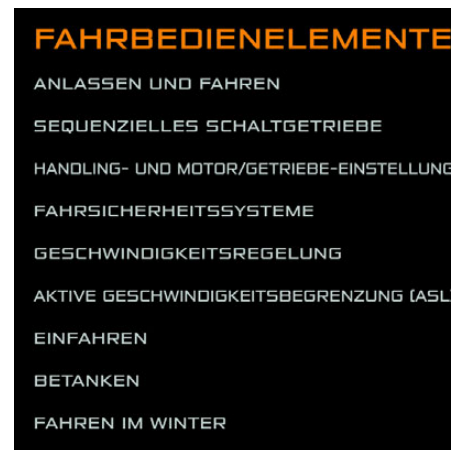 FAHRBEDIENELEMENTE
ANLASSEN UND FAHREN
SEQUENZIELLES SCHALTGETRIEBE
HANDLING- UND MOTOR/GETRIEBE-EINSTELLUNG
FAHRSICHERHEITSSYSTEME
GESCHWINDIGKEITSREGELUNG
AKTIVE GESCHWINDIGKEITSBEGRENZUNG (ASL)
EINFAHREN
BETANKEN
FAHREN IM WINTER